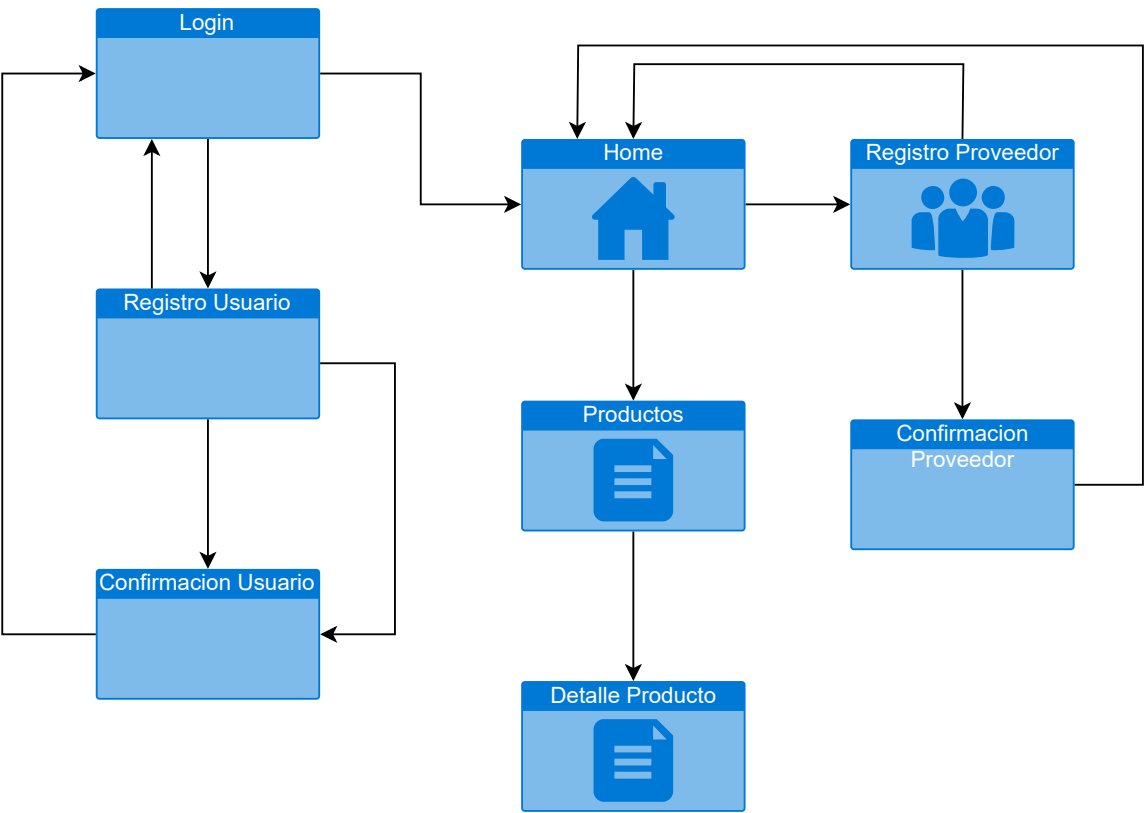 Login
Home
Registro Proveedor
Registro Usuario
Productos
Confirmacion
Proveedor
Confirmacion Usuario
Detalle Producto